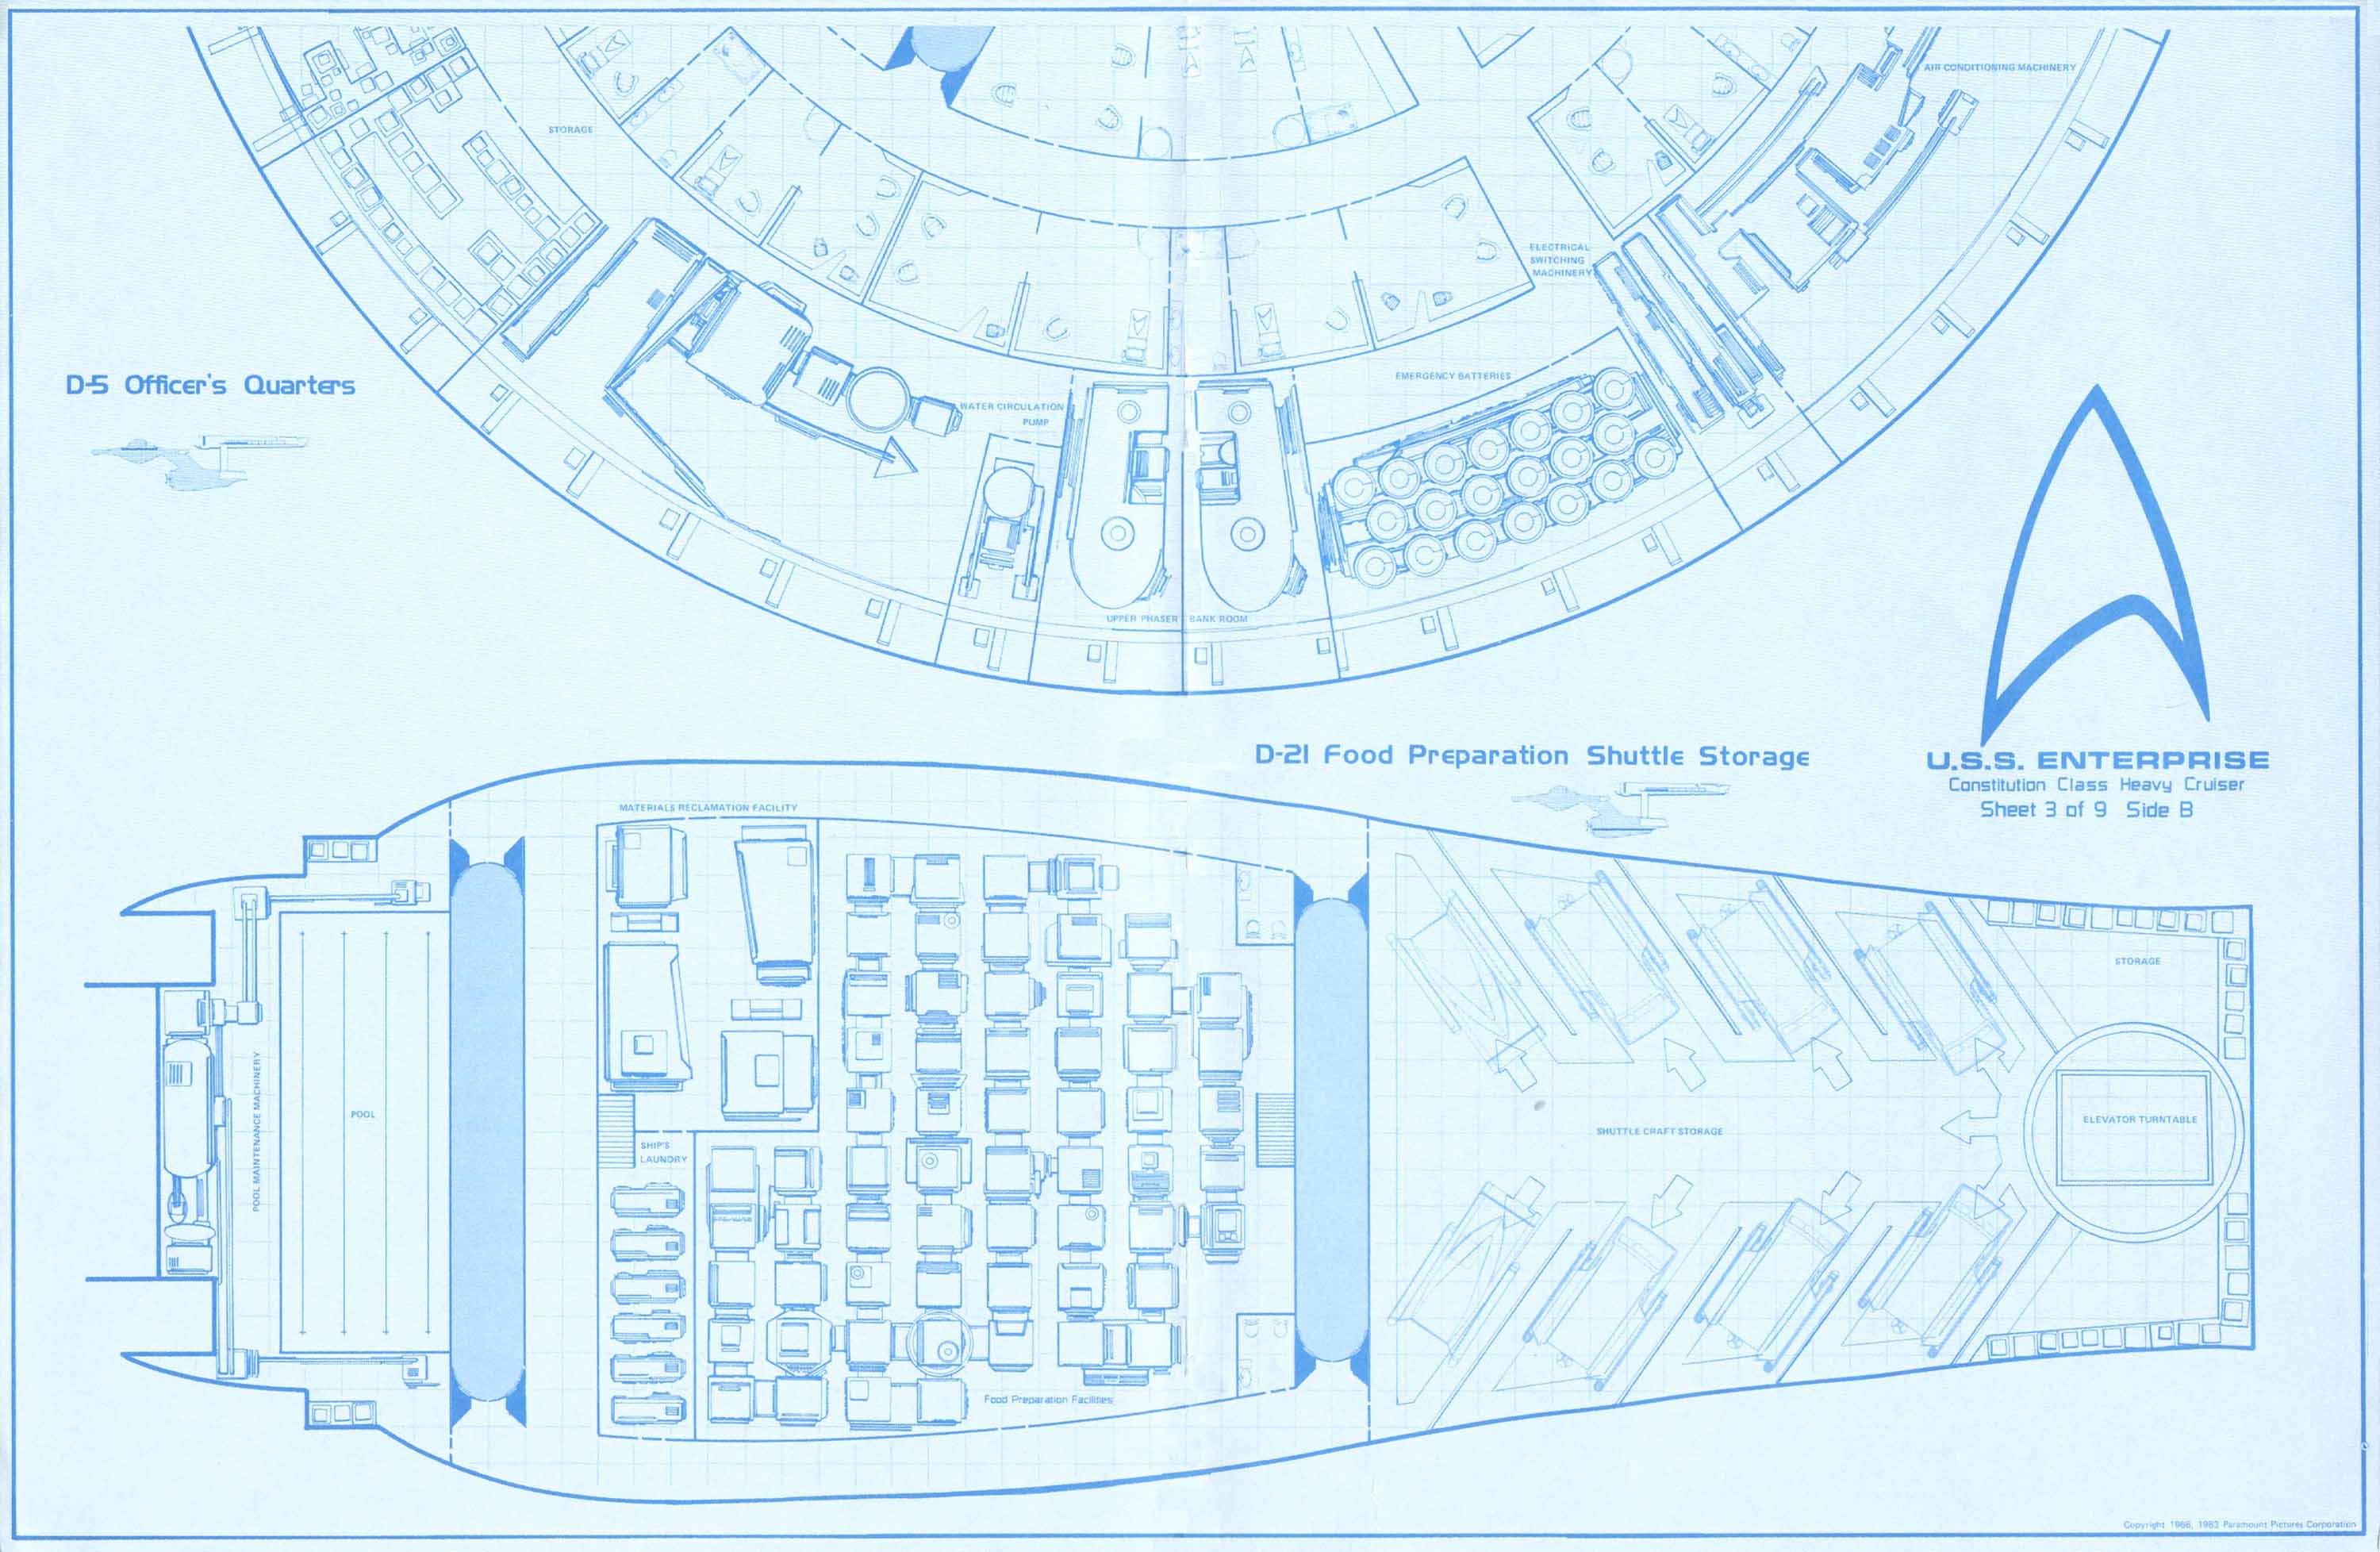 AIR CONDITIONING MACHINERY
STORAGE
ELECTRICAL
SWITCHING
MACHINERY
D-5 Officer's Quarters
EMERGENCY BATTERIES
WATER CIRCULATION
PUMP
UPPER PHASER BANK ROOM
D-21 Food Preparation Shuttle Storage
U.S.S. ENTERPRISE
Constitution Class Heavy Cruiser
Sheet 3 of 9 Side B
MATERIALS RECLAMATION FACILITY
STORAGE
POOL MAINTENANCE MACHINERY
POOL
SHIP'S
LAUNDRY
SHUTTLE CRAFT STORAGE
ELEVATOR TURNTABLE
Food Preparation Facilities
Copyright 1966, 1983 Paramount Pictures Corporation